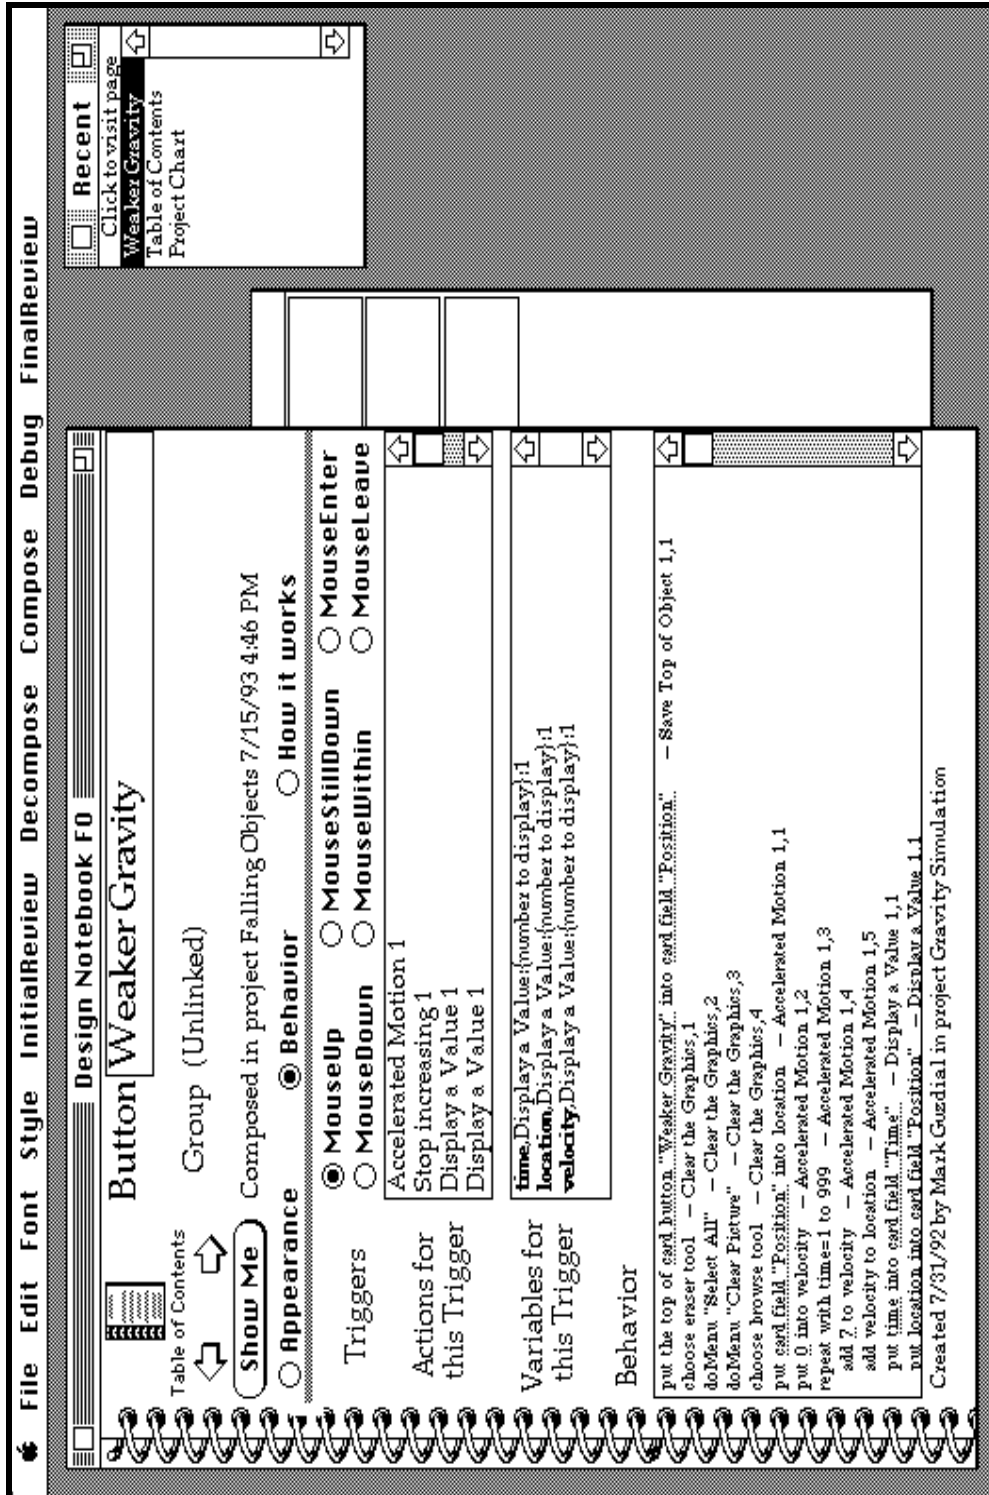 File Edit Font Style InitialReview Decompose Compose Debug FinalReview
Design Notebook FO
Button Weaker Gravity
Table of Contents
Group (Unlinked)
Show Me
Composed in project Falling Objects 7/15/93 4:46 PM
Appearance Behavior How it works
Triggers
MouseUp MouseStillDown MouseEnter
MouseDown MouseWithin MouseLeave
Actions for
this Trigger
Accelerated Motion 1
Stop increasing 1
Display a Value 1
Display a Value 1
Variables for
this Trigger
time,Display a Value:{number to display}:1
location,Display a Value:{number to display}:1
velocity,Display a Value:{number to display}:1
Behavior
put the top of card button "Weaker Gravity" into card field "Position" -- Save Top of Object 1,1
choose eraser tool -- Clear the Graphics,1
doMenu "Select All" -- Clear the Graphics,2
doMenu "Clear Picture" -- Clear the Graphics,3
choose browse tool -- Clear the Graphics,4
put card field "Position" into location -- Accelerated Motion 1,1
put 0 into velocity -- Accelerated Motion 1,2
repeat with time=1 to 999 -- Accelerated Motion 1,3
add 7 to velocity -- Accelerated Motion 1,4
add velocity to location -- Accelerated Motion 1,5
put time into card field "Time" -- Display a Value 1,1
put location into card field "Position" -- Display a Value 1,1
Created 7/31/92 by Mark Guzdial in project Gravity Simulation
Recent
Click to visit page
Weaker Gravity
Table of Contents
Project Chart